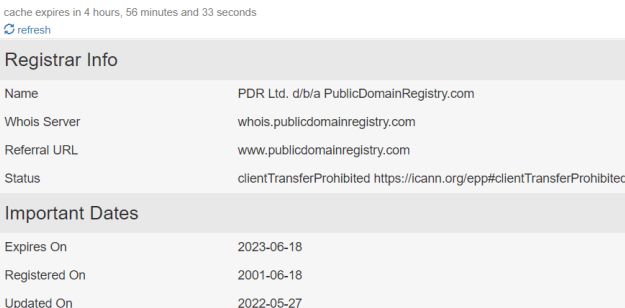 cache expires in 4 hours, 56 minutes and 33 seconds
refresh
Registrar Info
Name PDR Ltd. d/b/a PublicDomainRegistry.com
Whois Server whois.publicdomainregistry.com
Referral URL www.publicdomainregistry.com
Status clientTransferProhibited https://icann.org/epp#clientTransferProhibited
Important Dates
Expires On 2023-06-18
Registered On 2001-06-18
Updated On 2022-05-27